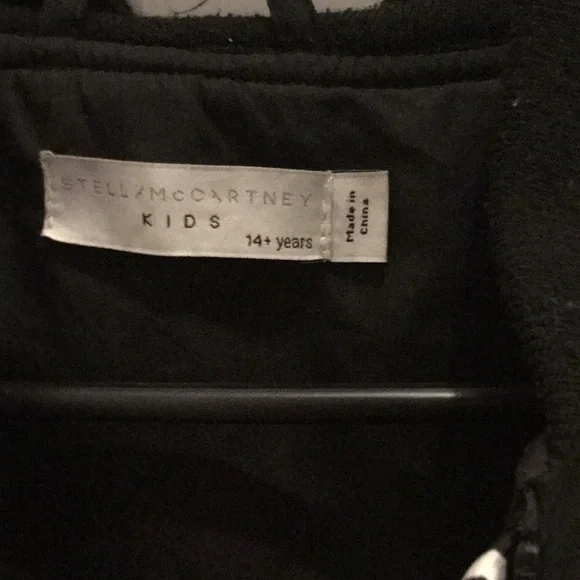 STELLA McCARTNEY
KIDS
14+ years
Made in
China